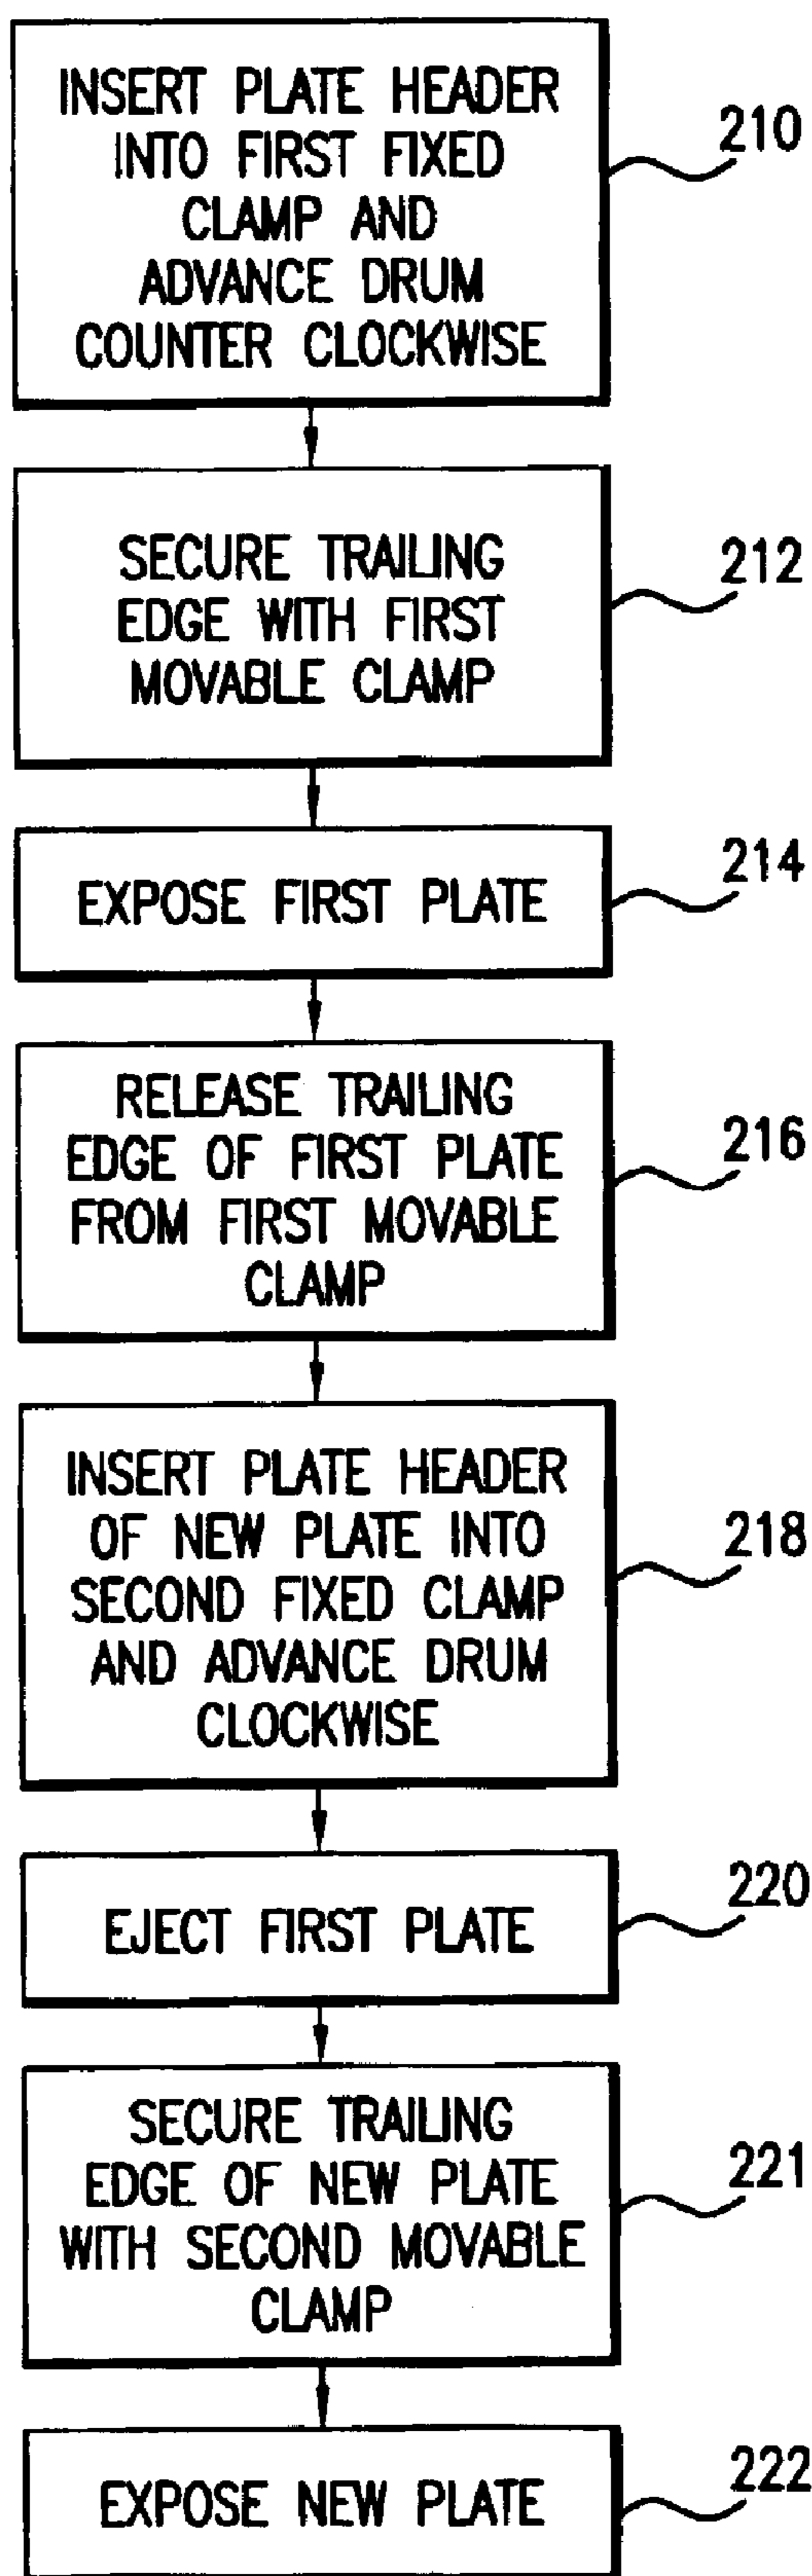 INSERT PLATE HEADER
INTO FIRST FIXED
CLAMP AND
ADVANCE DRUM
COUNTER CLOCKWISE
210
SECURE TRAILING
EDGE WITH FIRST
MOVABLE CLAMP
212
EXPOSE FIRST PLATE
214
RELEASE TRAILING
EDGE OF FIRST PLATE
FROM FIRST MOVABLE
CLAMP
216
INSERT PLATE HEADER
OF NEW PLATE INTO
SECOND FIXED CLAMP
AND ADVANCE DRUM
CLOCKWISE
218
EJECT FIRST PLATE
220
SECURE TRAILING
EDGE OF NEW PLATE
WITH SECOND MOVABLE
CLAMP
221
EXPOSE NEW PLATE
222